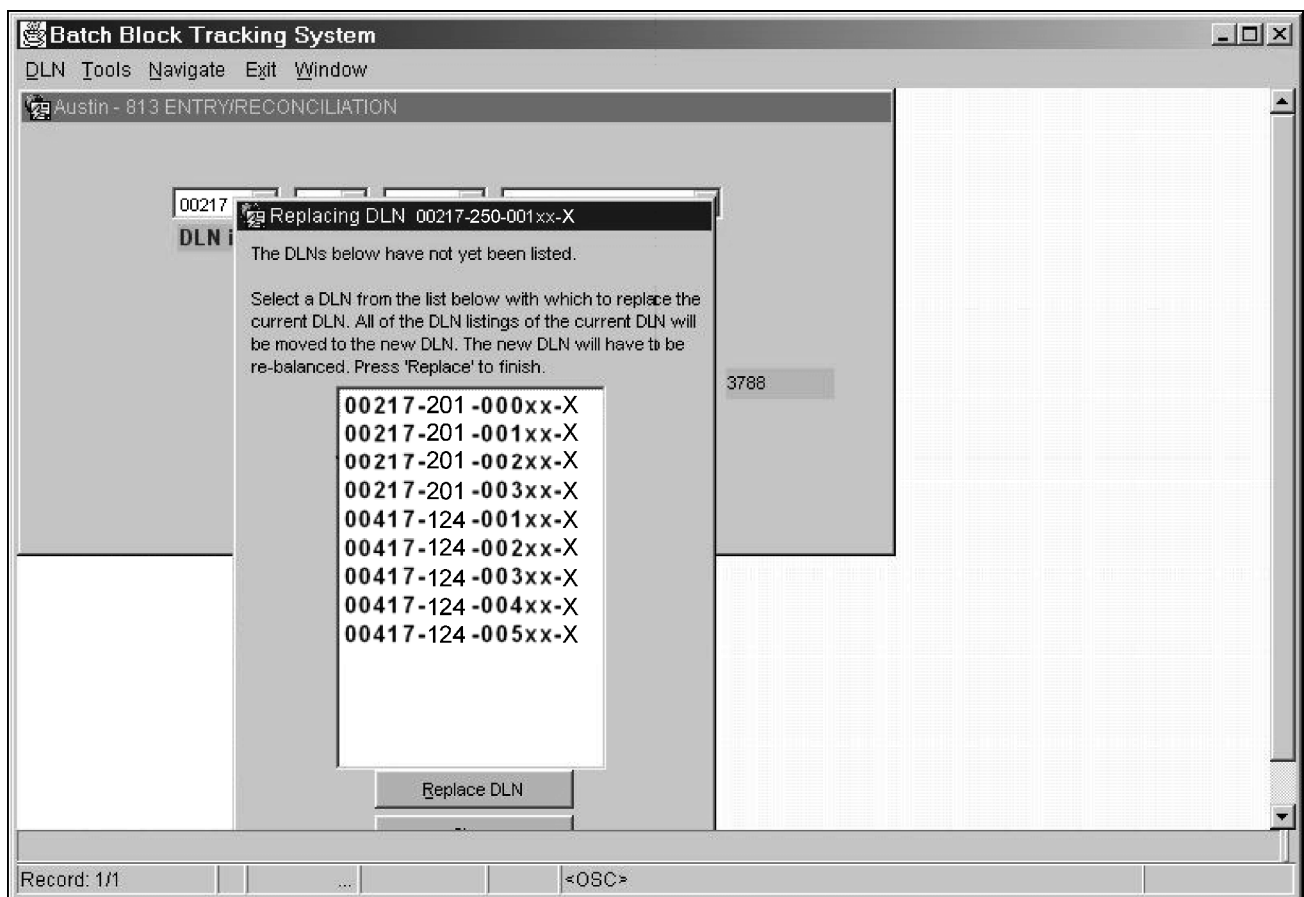 Batch Block Tracking System
DLN Tools Navigate Exit Window
Austin - 813 ENTRY/RECONCILIATION
00217
DLN
Replacing DLN 00217-250-001xx-X
The DLNs below have not yet been listed.
Select a DLN from the list below with which to replace the
current DLN. All of the DLN listings of the current DLN will
be moved to the new DLN. The new DLN will have to be
re-balanced. Press 'Replace' to finish.
3788
00217-201 -000xx-X
00217-201 -001xx-X
00217-201 -002xx-X
00217-201 -003xx-X
00417-124 -001xx-X
00417-124 -002xx-X
00417-124 -003xx-X
00417-124 -004xx-X
00417-124 -005xx-X
Replace DLN
Record: 1/1 ... <OSC>